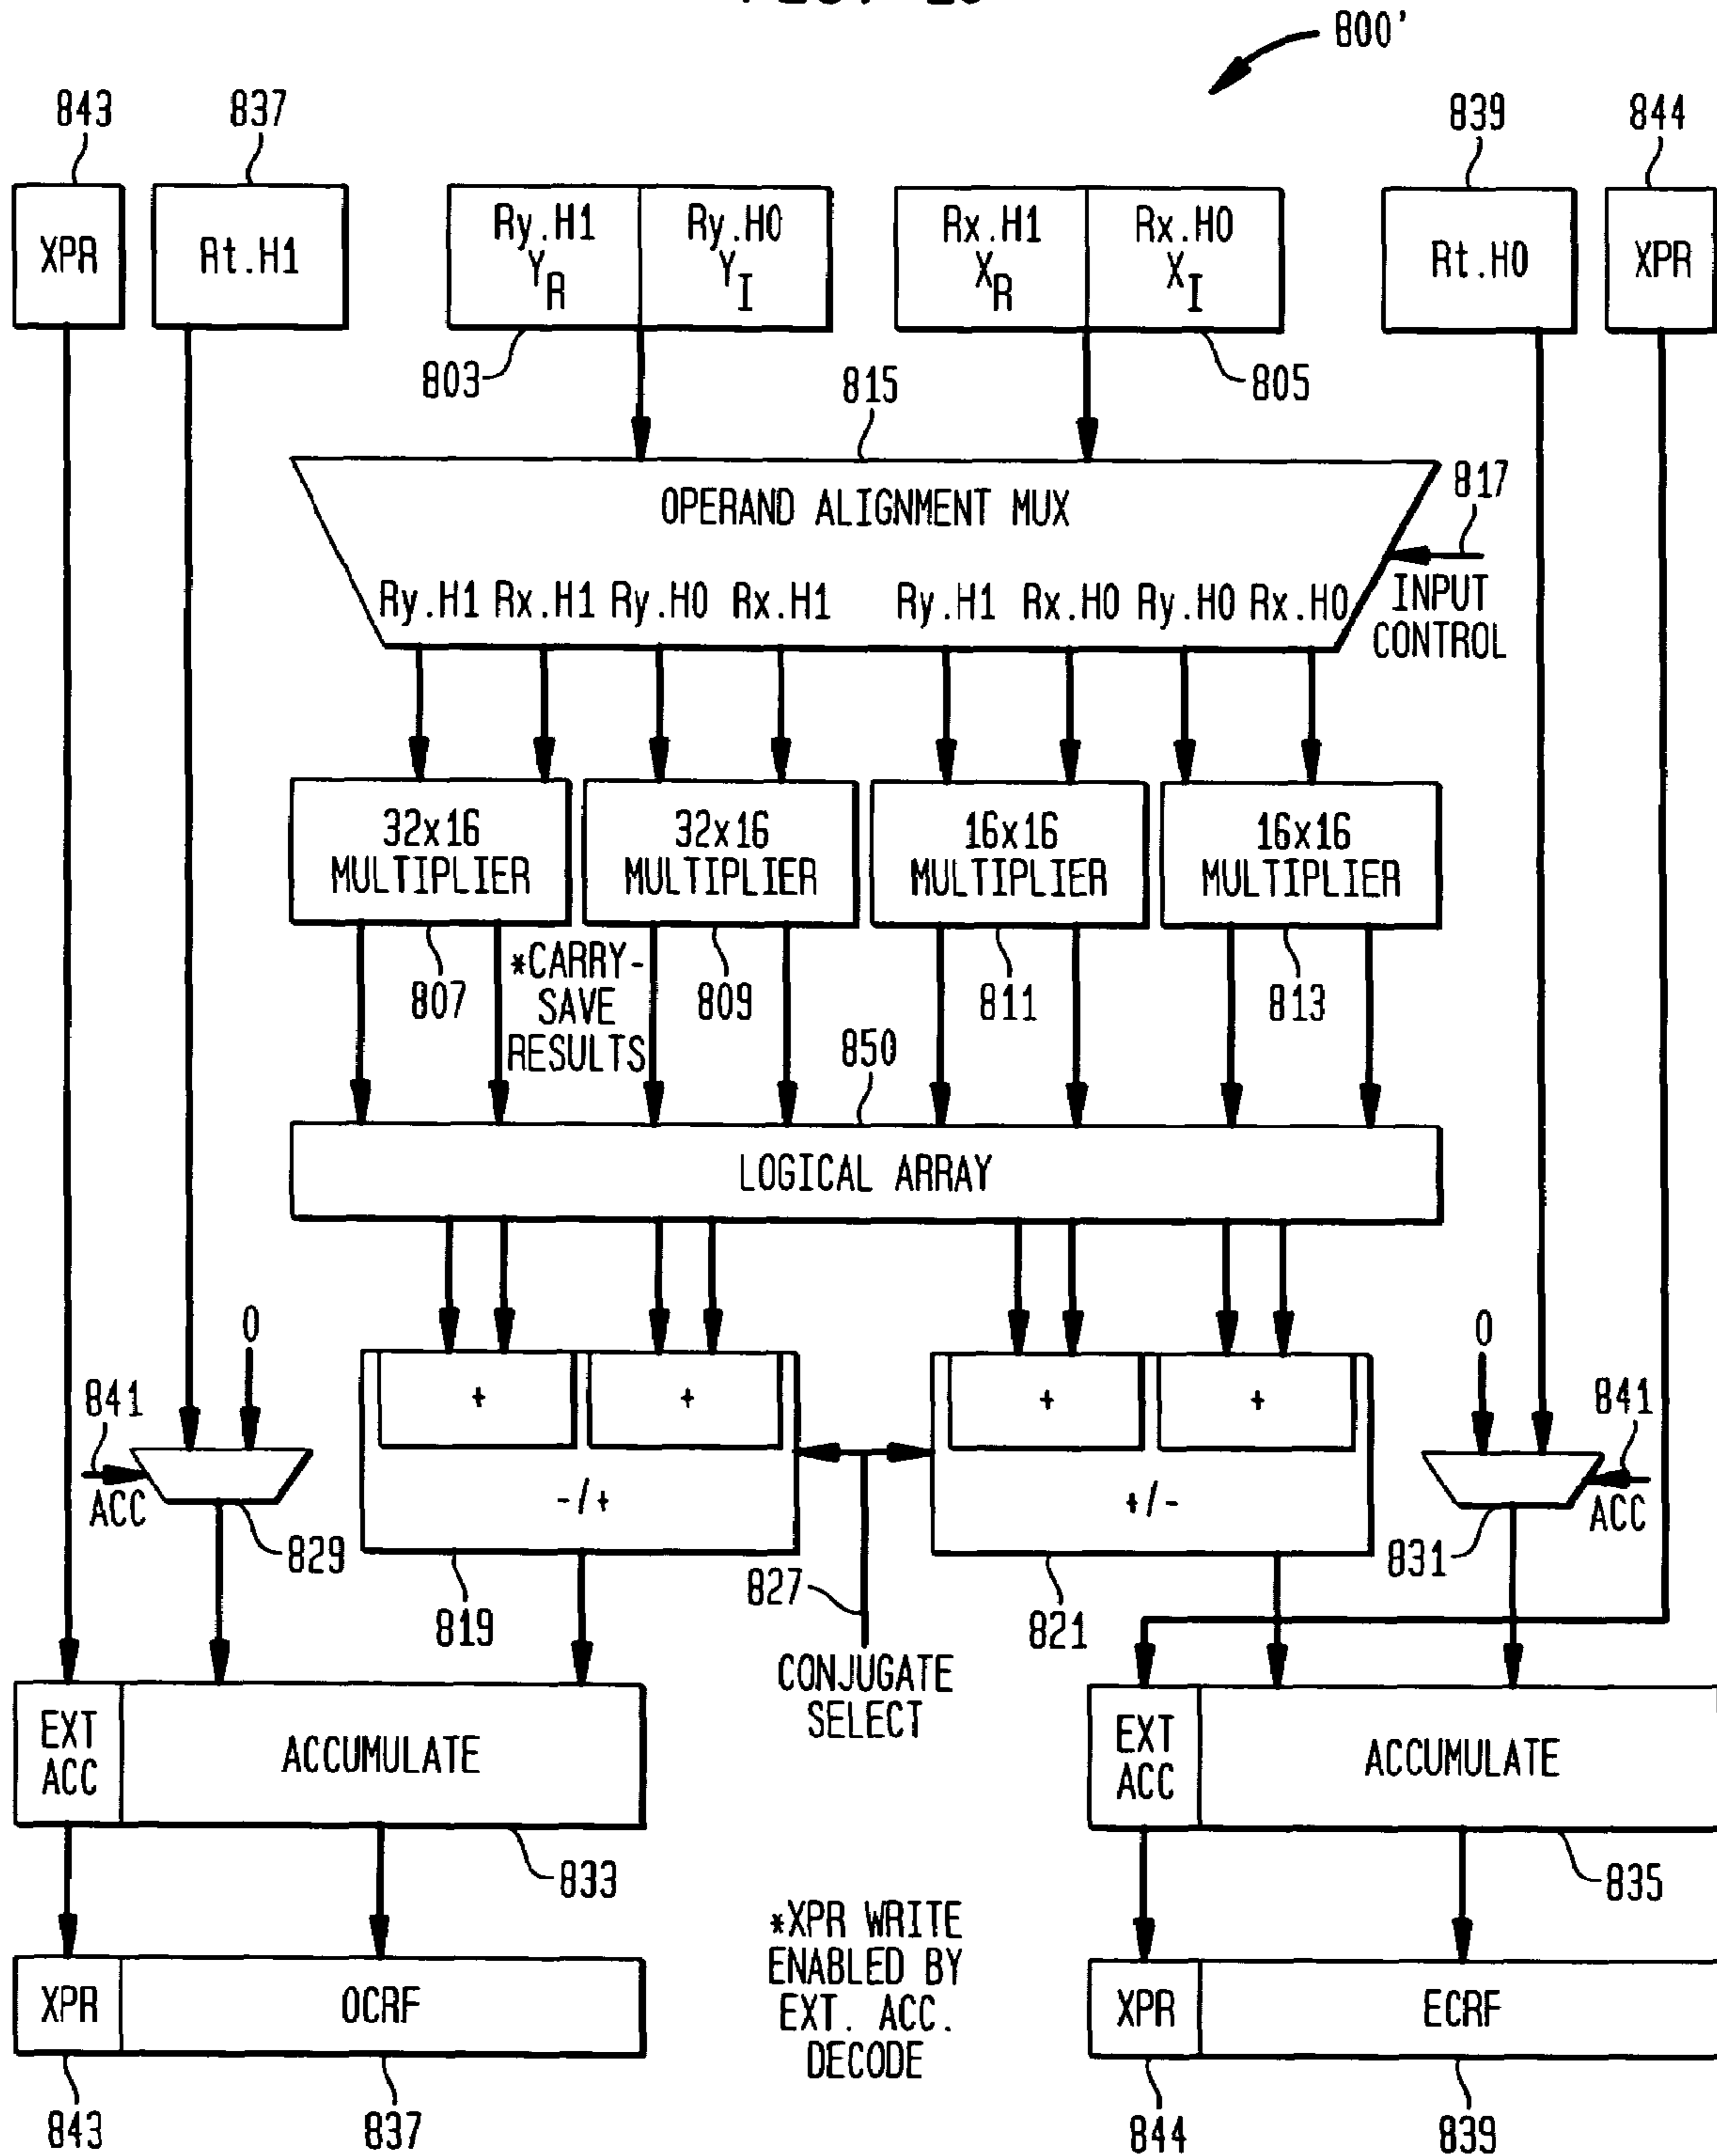 800'
843
837
839
844
XPR
Rt.H1
Ry.H1
YR
Ry.H0
YI
Rx.H1
XR
Rx.H0
XI
Rt.H0
XPR
803
815
805
817
OPERAND ALIGNMENT MUX
Ry.H1 Rx.H1 Ry.H0 Rx.H1 Ry.H1 Rx.H0 Ry.H0 Rx.H0
INPUT
CONTROL
32x16
MULTIPLIER
32x16
MULTIPLIER
16x16
MULTIPLIER
16x16
MULTIPLIER
807
*CARRY-
SAVE
RESULTS
809
811
813
850
LOGICAL ARRAY
0
0
841
ACC
829
+
+
-/+
+
+
+/-
841
ACC
831
819
827
821
CONJUGATE
SELECT
EXT
ACC
ACCUMULATE
EXT
ACC
ACCUMULATE
833
835
*XPR WRITE
ENABLED BY
EXT. ACC.
DECODE
XPR
OCRF
XPR
ECRF
843
837
844
839